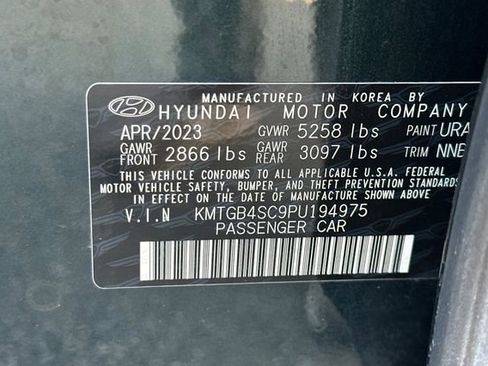 MANUFACTURED IN KOREA BY
HYUNDAI MOTOR COMPANY
APR/2023 GVWR 5258 lbs PAINT URA
GAWR FRONT 2866 lbs GAWR REAR 3097 lbs TRIM NNB
THIS VEHICLE CONFORMS TO ALL APPLICABLE U.S.A. FEDERAL
MOTOR VEHICLE SAFETY, BUMPER, AND THEFT PREVENTION STANDARDS
IN EFFECT ON THE DATE OF MANUFACTURE SHOWN ABOVE
V.I.N KMTGB4SC9PU194975
PASSENGER CAR